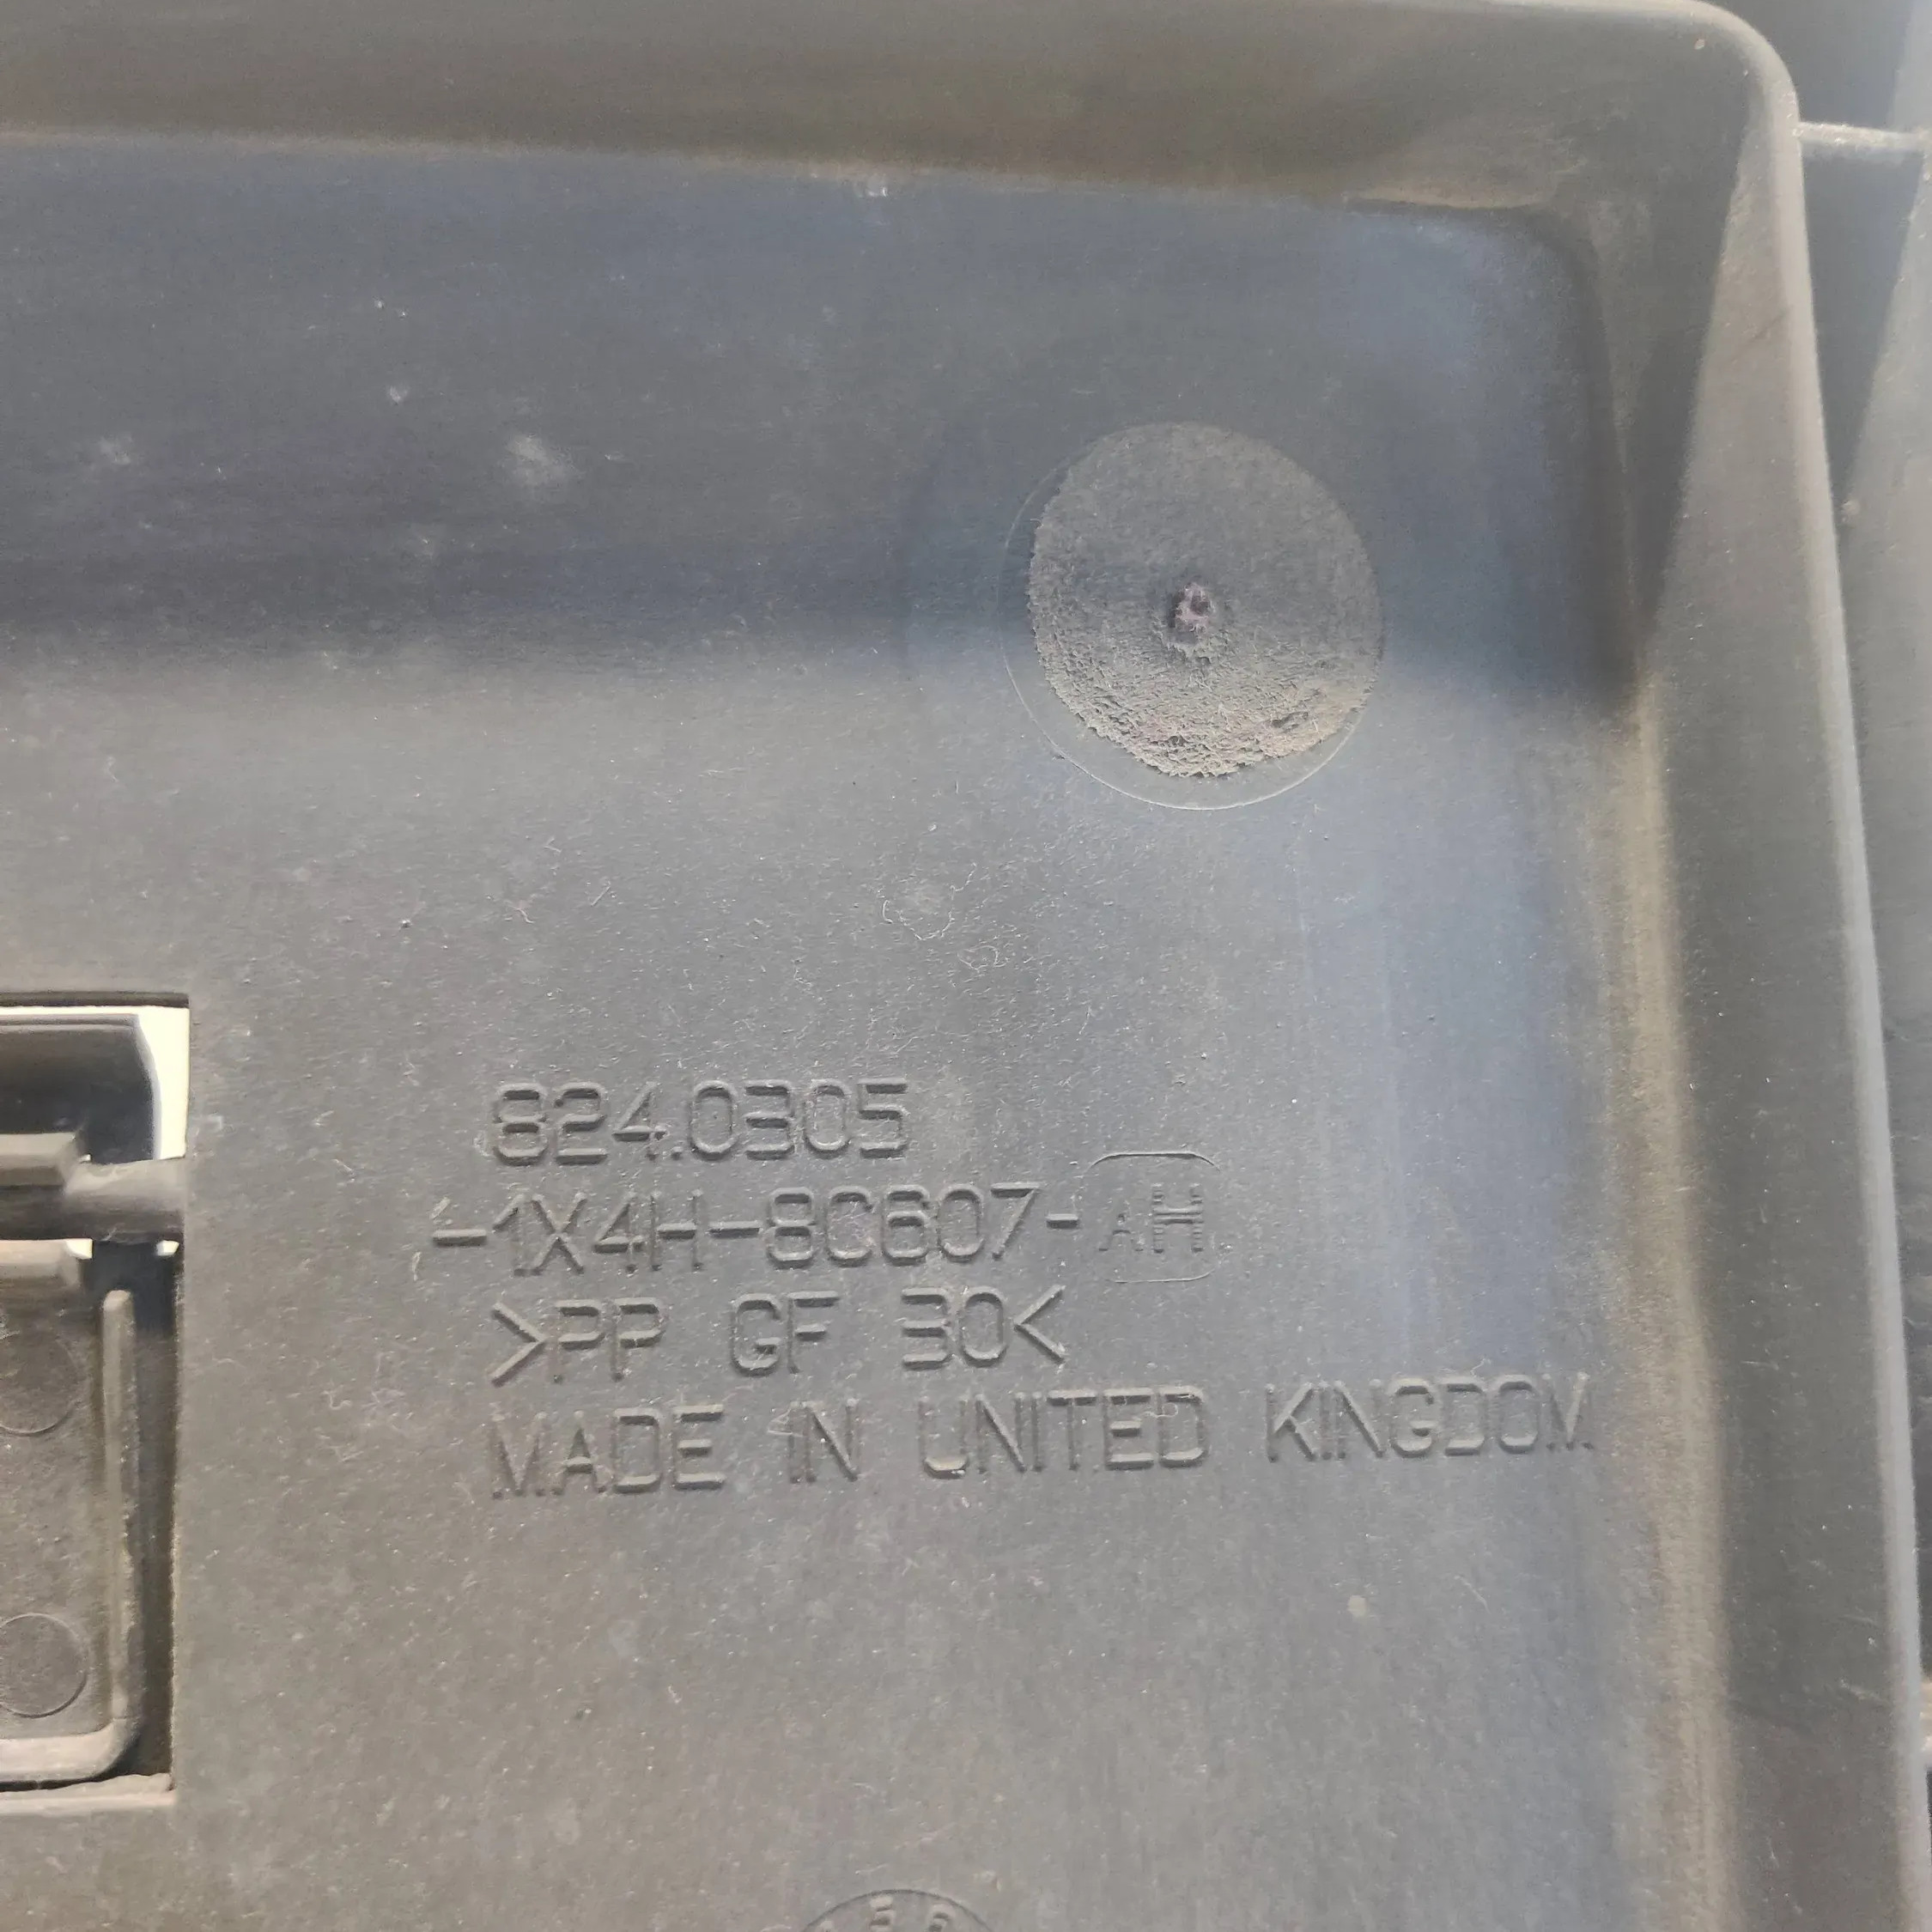 824.0305
-1X4H-8C607-AH
>PP GF 30<
MADE IN UNITED KINGDOM